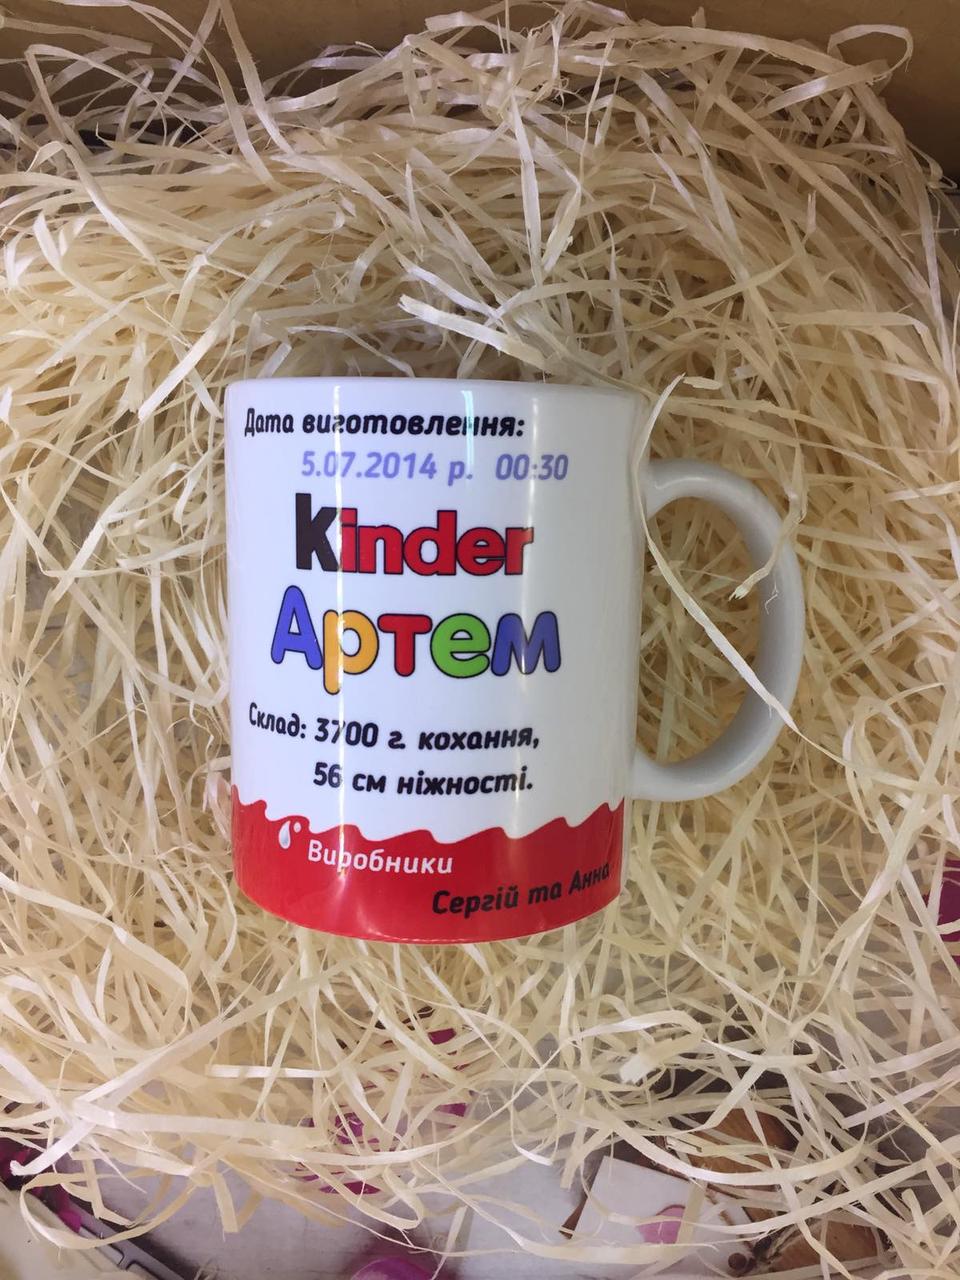 Дата виготовлення:
5.07.2014 р. 00:30
Kinder
Артем
Склад: 3700 г. кохання,
56 см ніжності.
Виробники
Сергій та Анна